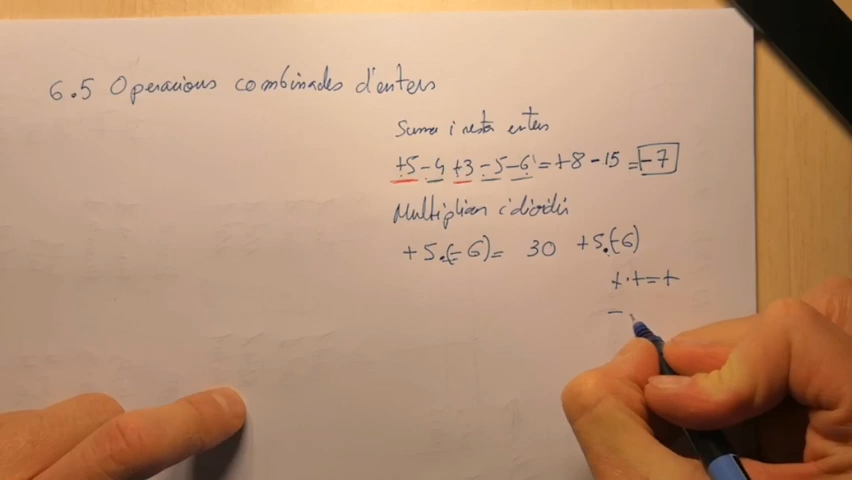 6.5 Operacions combinades d'enters
Suma i resta enters
+5-4+3-5-6=+8-15=-7
Multiplicar i dividir
+5·(-6)= 30 +5·(-6)
+·+=+
-·